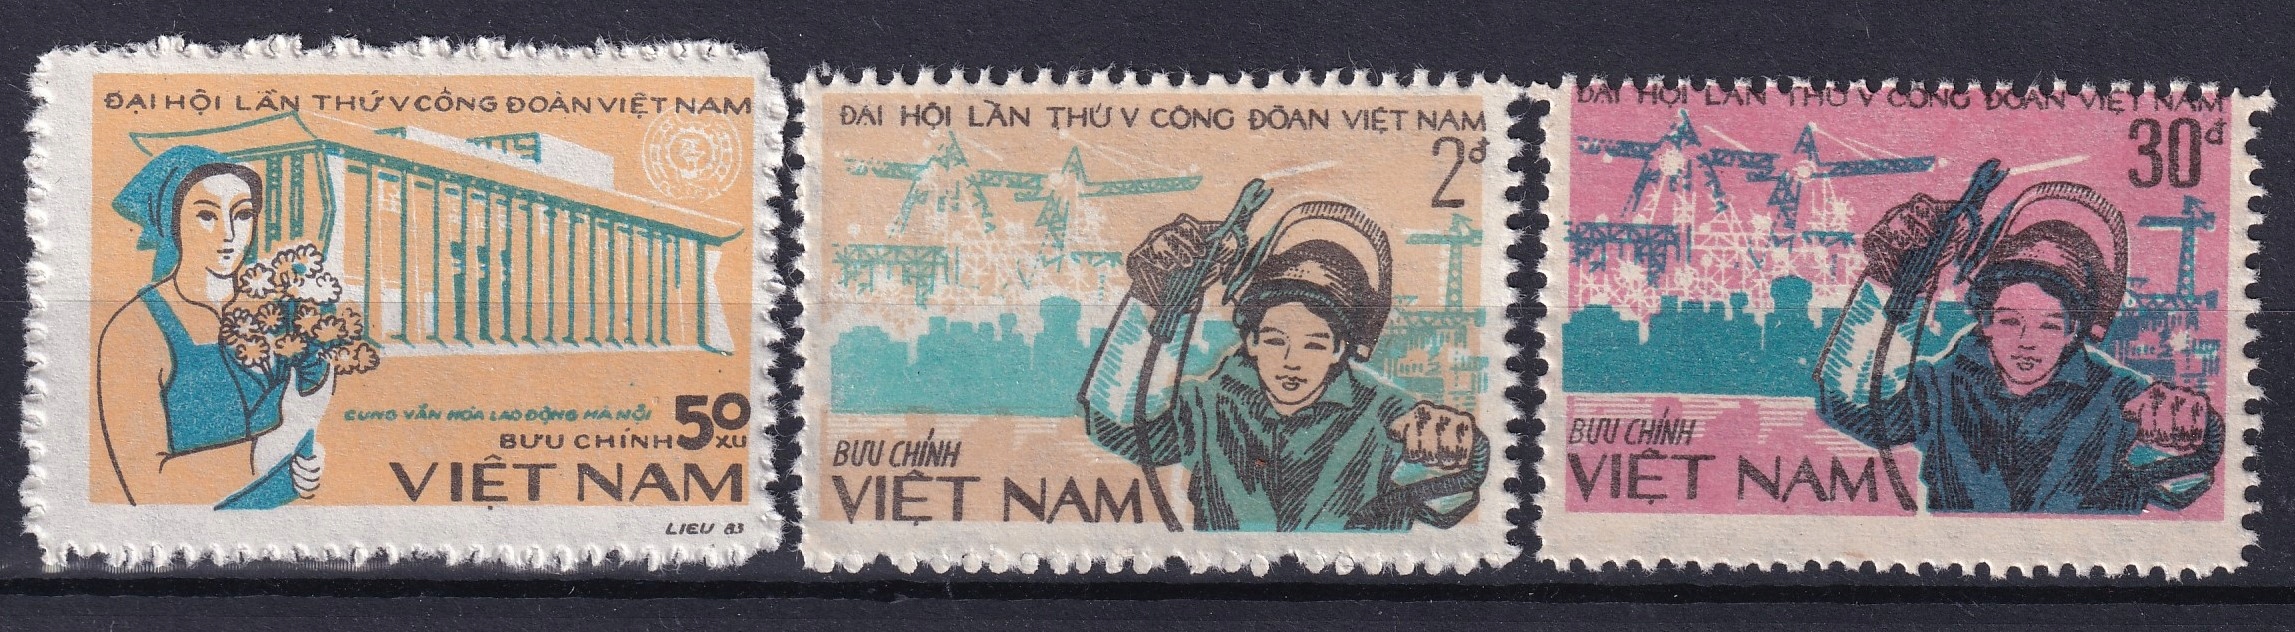 ĐẠI HỘI LẦN THỨ V CÔNG ĐOÀN VIỆT NAM
CUNG VĂN HÓA LAO ĐỘNG HÀ NỘI
BƯU CHÍNH 50 XU
VIỆT NAM
LIEU 83
ĐẠI HỘI LẦN THỨ V CÔNG ĐOÀN VIỆT NAM
2đ
BƯU CHÍNH
VIỆT NAM
ĐẠI HỘI LẦN THỨ V CÔNG ĐOÀN VIỆT NAM
30đ
BƯU CHÍNH
VIỆT NAM